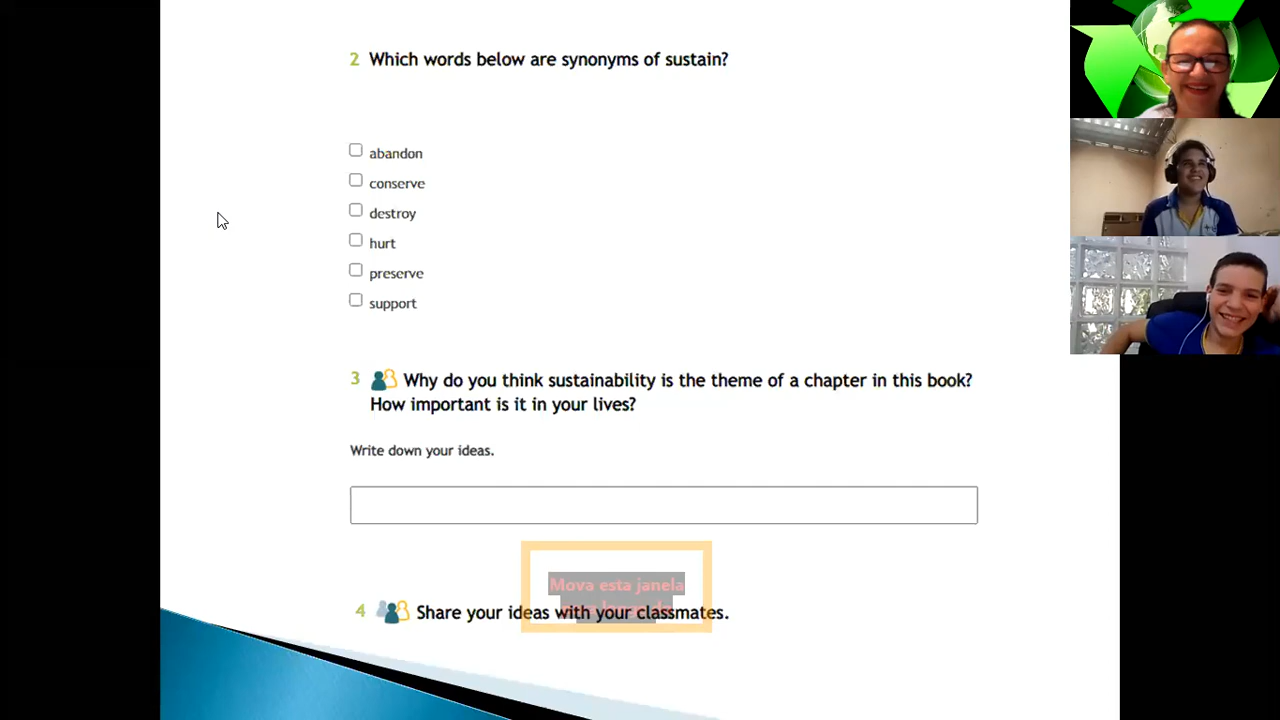 2 Which words below are synonyms of sustain?
abandon
conserve
destroy
hurt
preserve
support
3 Why do you think sustainability is the theme of a chapter in this book?
How important is it in your lives?
Write down your ideas.
Mova esta janela
4 Share your ideas with your classmates.